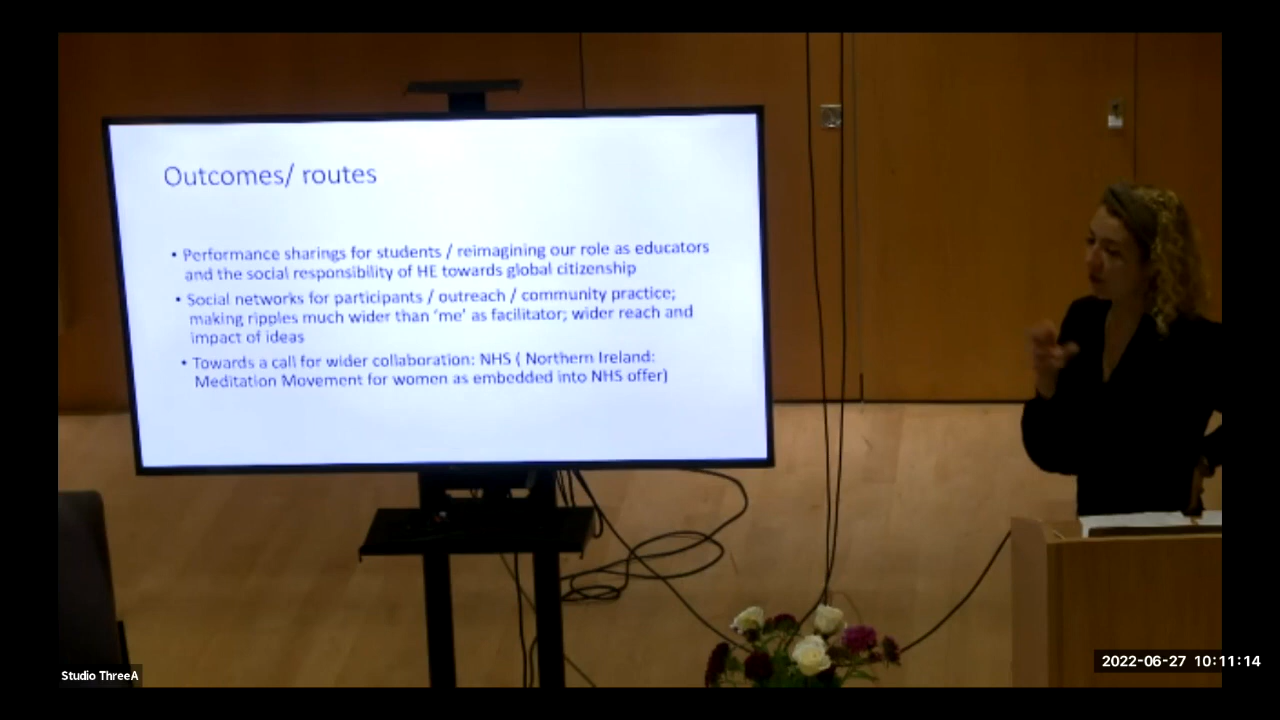 Outcomes/ routes
• Performance sharings for students / reimagining our role as educators
and the social responsibility of HE towards global citizenship
• Social networks for participants / outreach / community practice;
making ripples much wider than ‘me’ as facilitator; wider reach and
impact of ideas
• Towards a call for wider collaboration: NHS ( Northern Ireland:
Meditation Movement for women as embedded into NHS offer)
Studio ThreeA
2022-06-27 10:11:14